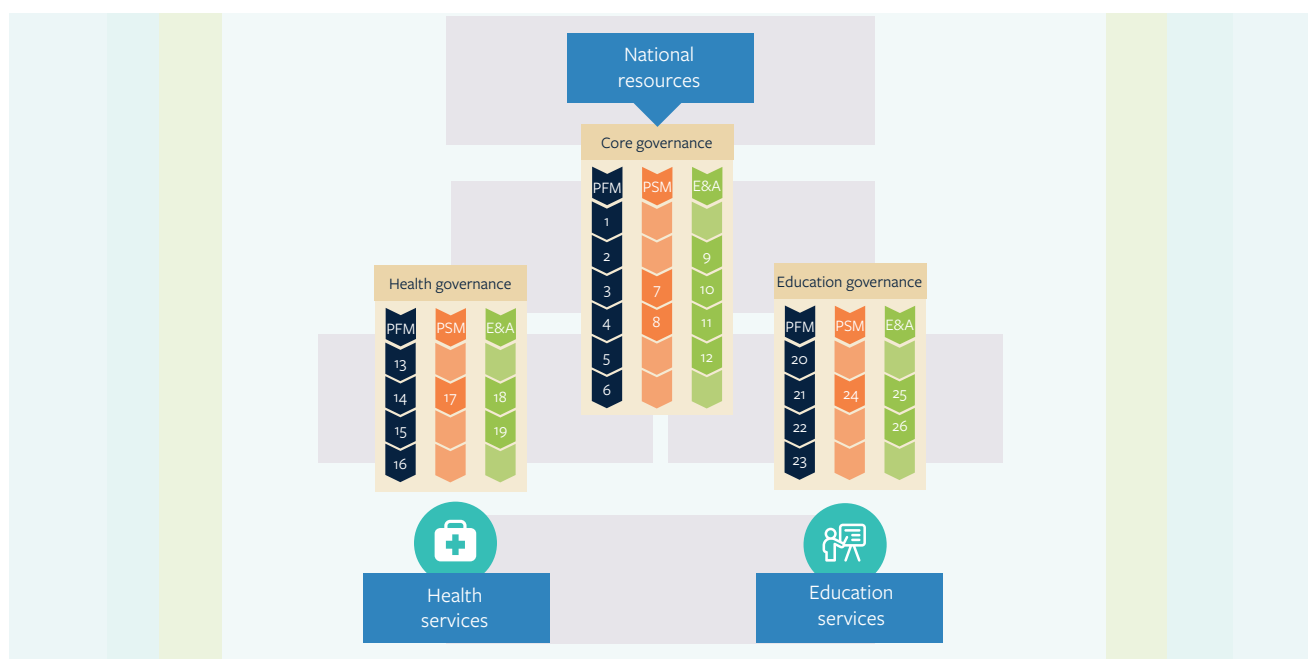 National
resources
Core governance
PFM PSM E&A
1
2 9
3 7 10
4 8 11
5 12
6
Health governance
PFM PSM E&A
13
14 17 18
15 19
16
Education governance
PFM PSM E&A
20
21 24 25
22 26
23
Health
services
Education
services